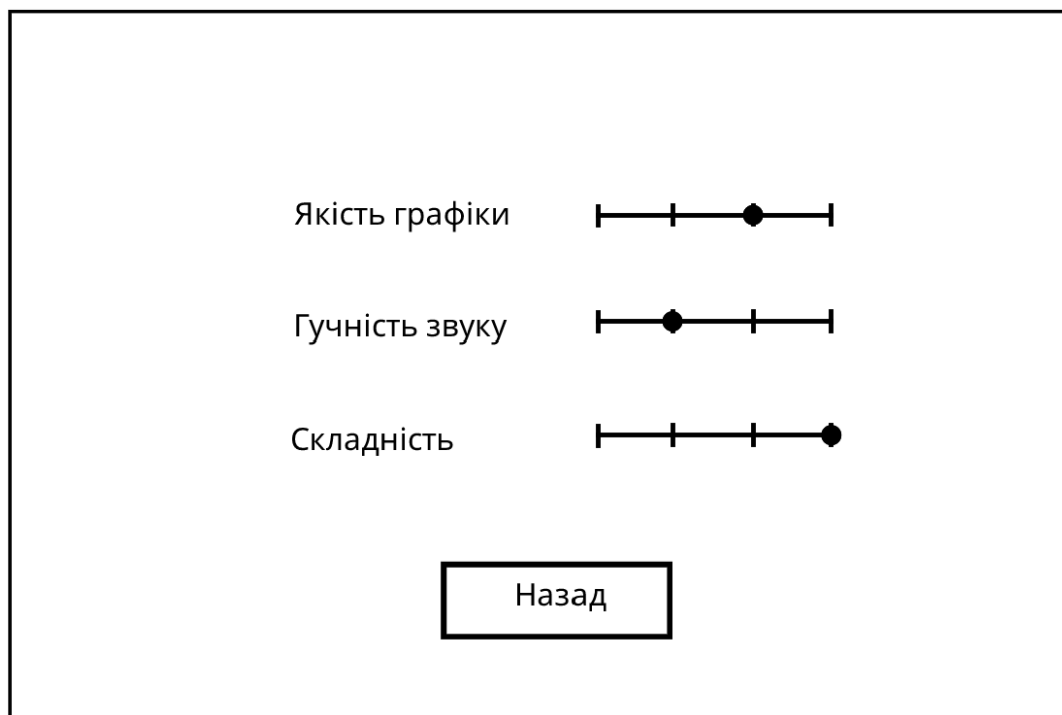 Якість графіки
Гучність звуку
Складність
Назад